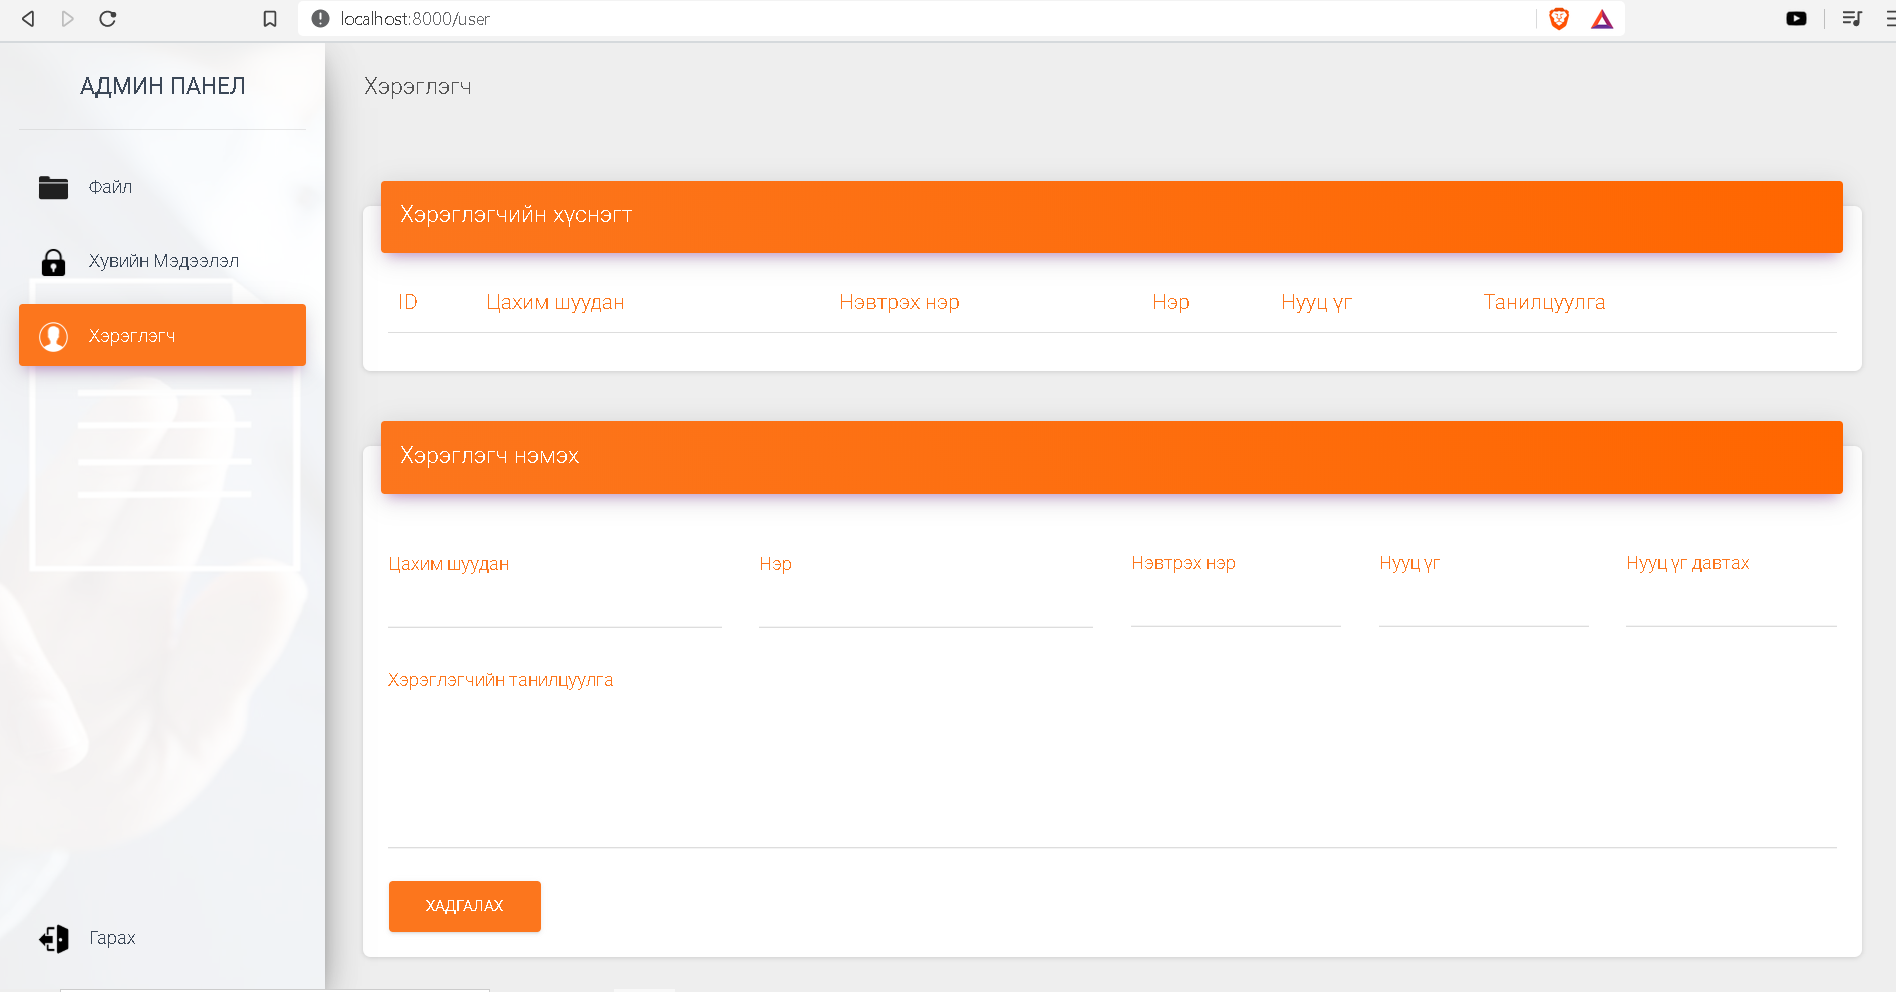 localhost:8000/user
АДМИН ПАНЕЛ
Файл
Хувийн Мэдээлэл
Хэрэглэгч
Гарах
Хэрэглэгч
Хэрэглэгчийн хүснэгт
ID Цахим шуудан Нэвтрэх нэр Нэр Нууц үг Танилцуулга
Хэрэглэгч нэмэх
Цахим шуудан Нэр Нэвтрэх нэр Нууц үг Нууц үг давтах
Хэрэглэгчийн танилцуулга
ХАДГАЛАХ